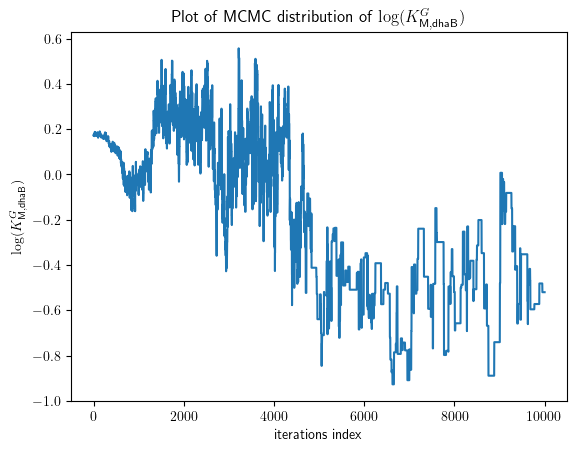 Plot of MCMC distribution of log(K^G_{M,dhaB})
log(K^G_{M,dhaB})
0.6
0.4
0.2
0.0
−0.2
−0.4
−0.6
−0.8
−1.0
0 2000 4000 6000 8000 10000
iterations index